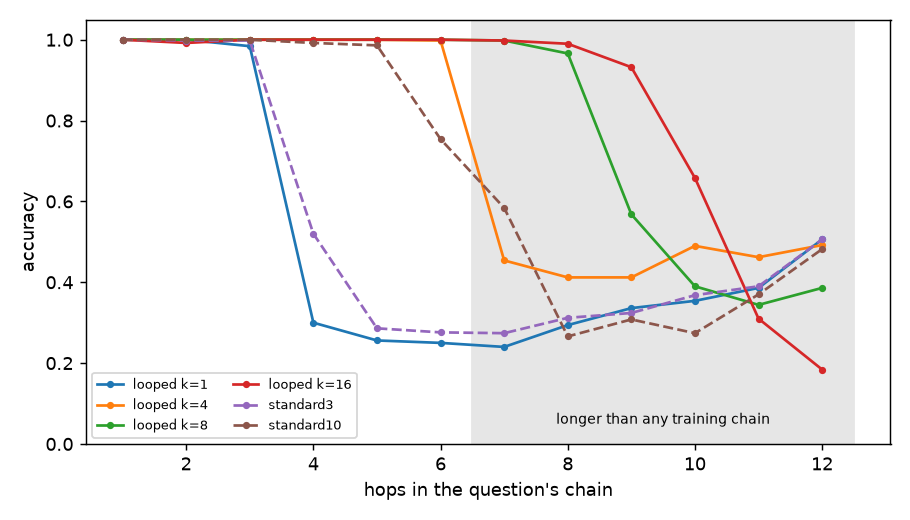 1.0
0.8
0.6
0.4
0.2
0.0
accuracy
looped k=1
looped k=4
looped k=8
looped k=16
standard3
standard10
longer than any training chain
2 4 6 8 10 12
hops in the question's chain